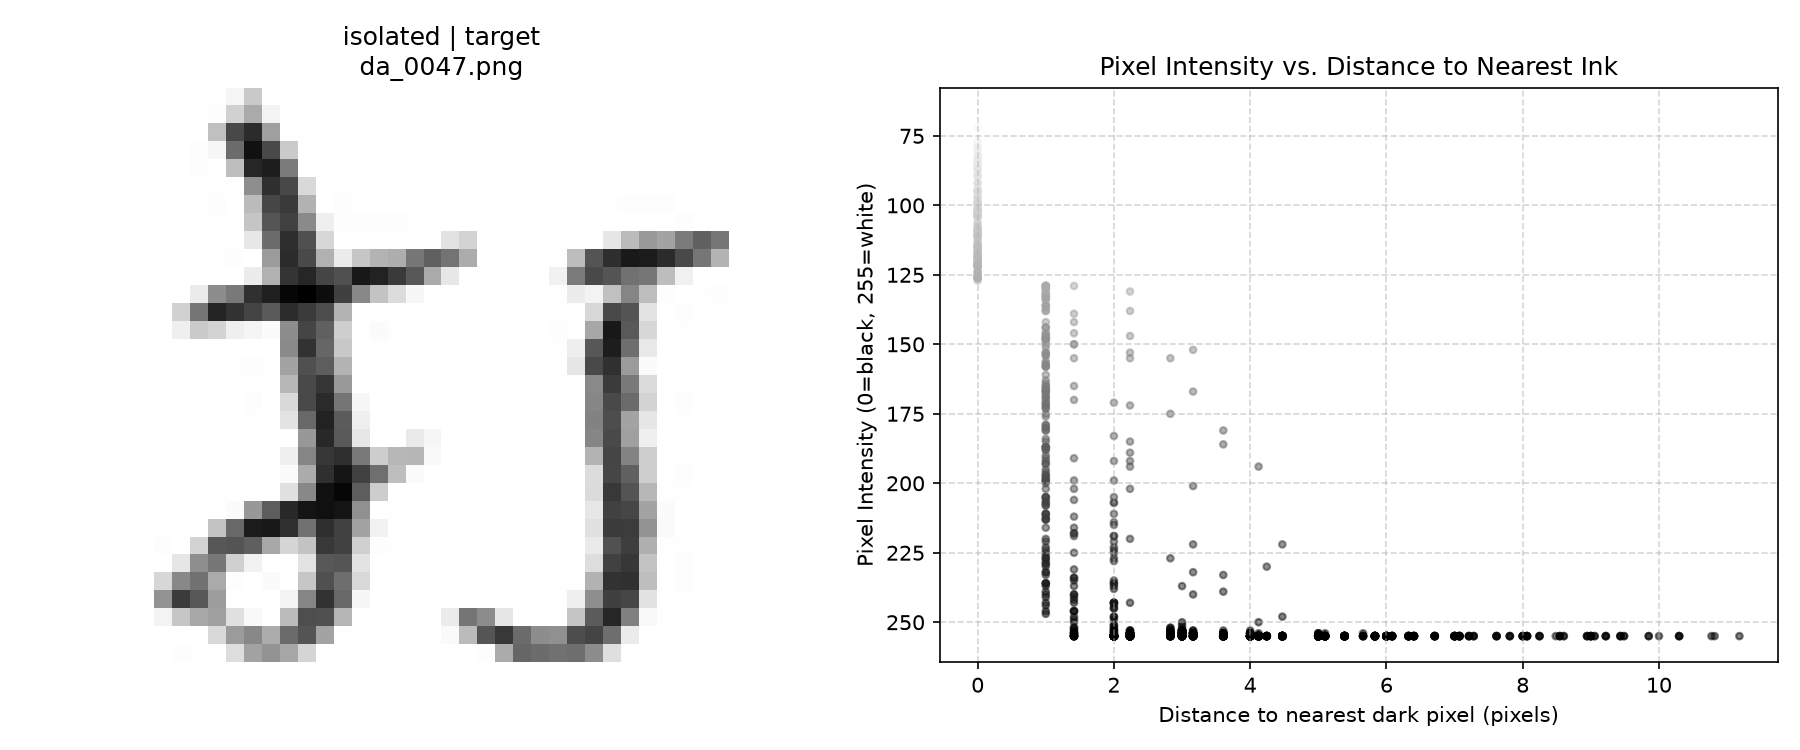 isolated | target
da_0047.png
Pixel Intensity vs. Distance to Nearest Ink
Pixel Intensity (0=black, 255=white)
75
100
125
150
175
200
225
250
0 2 4 6 8 10
Distance to nearest dark pixel (pixels)